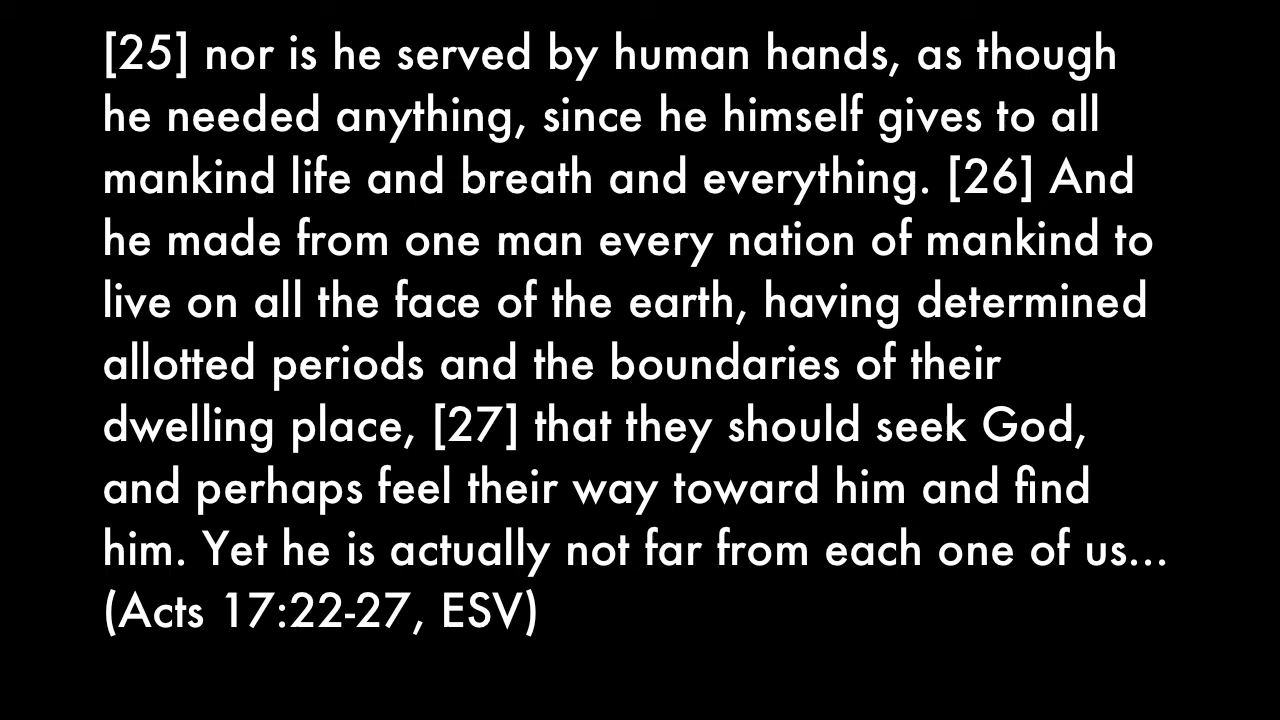 [25] nor is he served by human hands, as though
he needed anything, since he himself gives to all
mankind life and breath and everything. [26] And
he made from one man every nation of mankind to
live on all the face of the earth, having determined
allotted periods and the boundaries of their
dwelling place, [27] that they should seek God,
and perhaps feel their way toward him and find
him. Yet he is actually not far from each one of us...
(Acts 17:22-27, ESV)